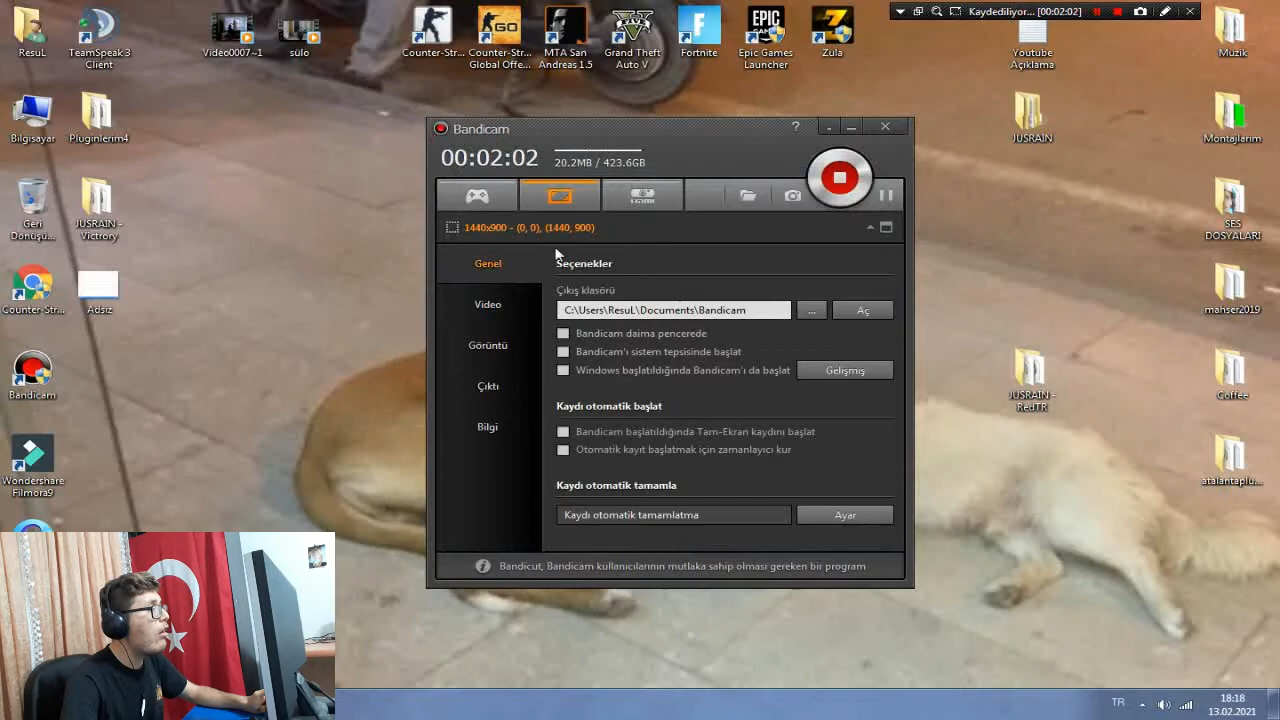 ResuL
TeamSpeak 3
Client
Video0007~1
sülo
Counter-Str...
Counter-Str...
Global Offe...
MTA San
Andreas 1.5
Grand Theft
Auto V
Fortnite
Epic Games
Launcher
Zula
Kaydediliyor... [00:02:02]
Youtube
Açıklama
Müzik
Bilgisayar
Pluginlerim4
JUSRAIN
Montajlarım
Geri
Dönüşü...
JUSRAIN -
Victrory
SES
DOSYALARI
Counter-Str...
Adsız
mahser2019
Bandicam
JUSRAIN -
RedTR
Coffee
Wondershare
Filmora9
atalantaplu...
Bandicam
?
00:02:02
20.2MB / 423.6GB
HDMI
1440x900 - (0, 0), (1440, 900)
Genel
Video
Görüntü
Çıktı
Bilgi
Seçenekler
Çıkış klasörü
C:\Users\ResuL\Documents\Bandicam
...
Aç
Bandicam daima pencerede
Bandicam'ı sistem tepsisinde başlat
Windows başlatıldığında Bandicam'ı da başlat
Gelişmiş
Kaydı otomatik başlat
Bandicam başlatıldığında Tam-Ekran kaydını başlat
Otomatik kayıt başlatmak için zamanlayıcı kur
Kaydı otomatik tamamla
Kaydı otomatik tamamlatma
Ayar
Bandicut, Bandicam kullanıcılarının mutlaka sahip olması gereken bir program
TR
18:18
13.02.2021